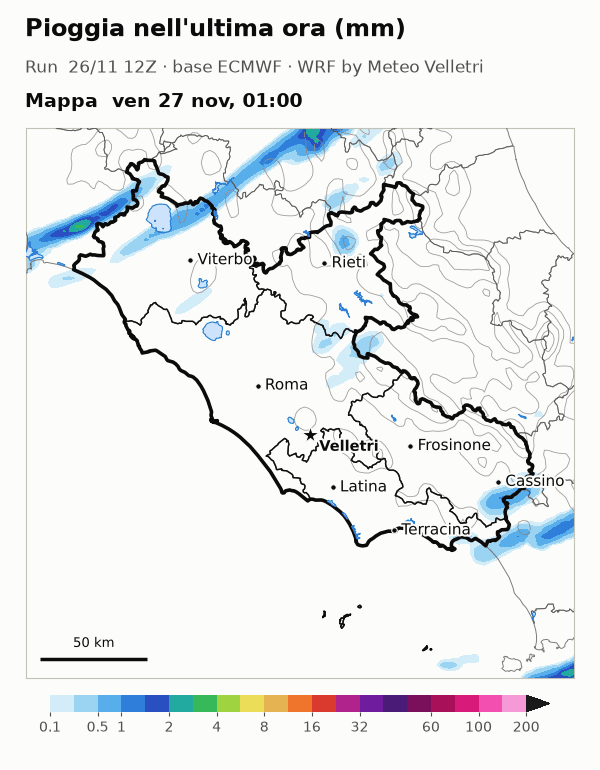 Pioggia nell'ultima ora (mm)
Run  26/11 12Z · base ECMWF · WRF by Meteo Velletri
Mappa  ven 27 nov, 01:00
Viterbo
Rieti
Roma
Velletri
Frosinone
Cassino
Latina
Terracina
50 km
0.1 0.5 1 2 4 8 16 32 60 100 200